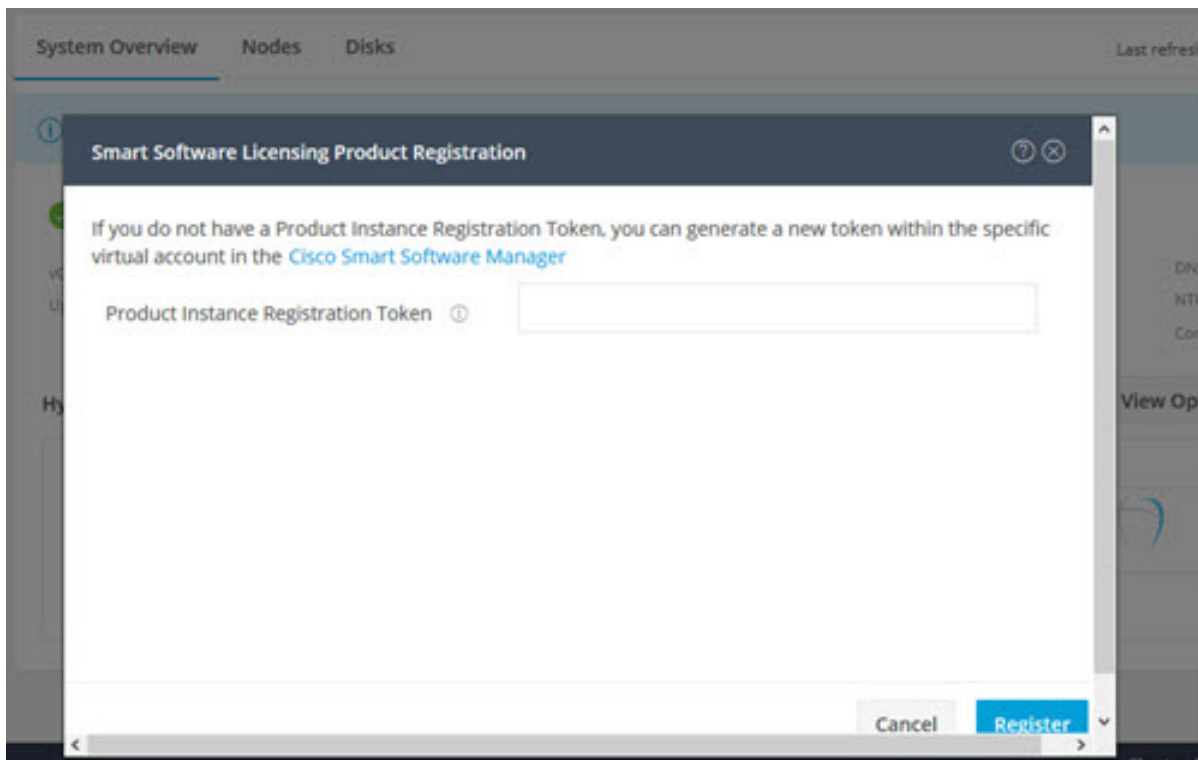 System Overview Nodes Disks
Smart Software Licensing Product Registration
If you do not have a Product Instance Registration Token, you can generate a new token within the specific
virtual account in the Cisco Smart Software Manager
Product Instance Registration Token
Cancel Register